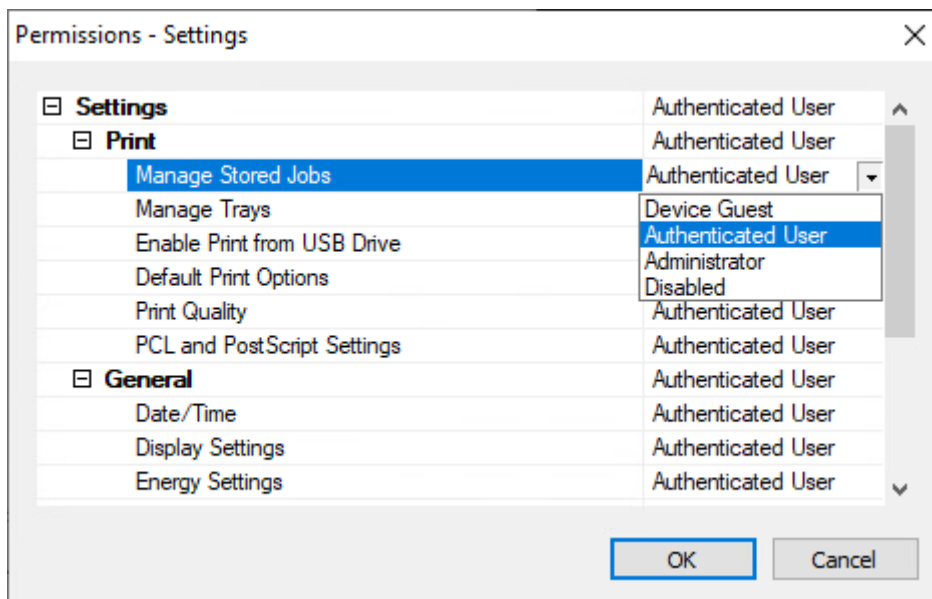 Permissions - Settings
Settings Authenticated User
Print Authenticated User
Manage Stored Jobs Authenticated User
Manage Trays Device Guest
Enable Print from USB Drive Authenticated User
Default Print Options Administrator
Disabled
Print Quality Authenticated User
PCL and PostScript Settings Authenticated User
General Authenticated User
Date/Time Authenticated User
Display Settings Authenticated User
Energy Settings Authenticated User
OK Cancel